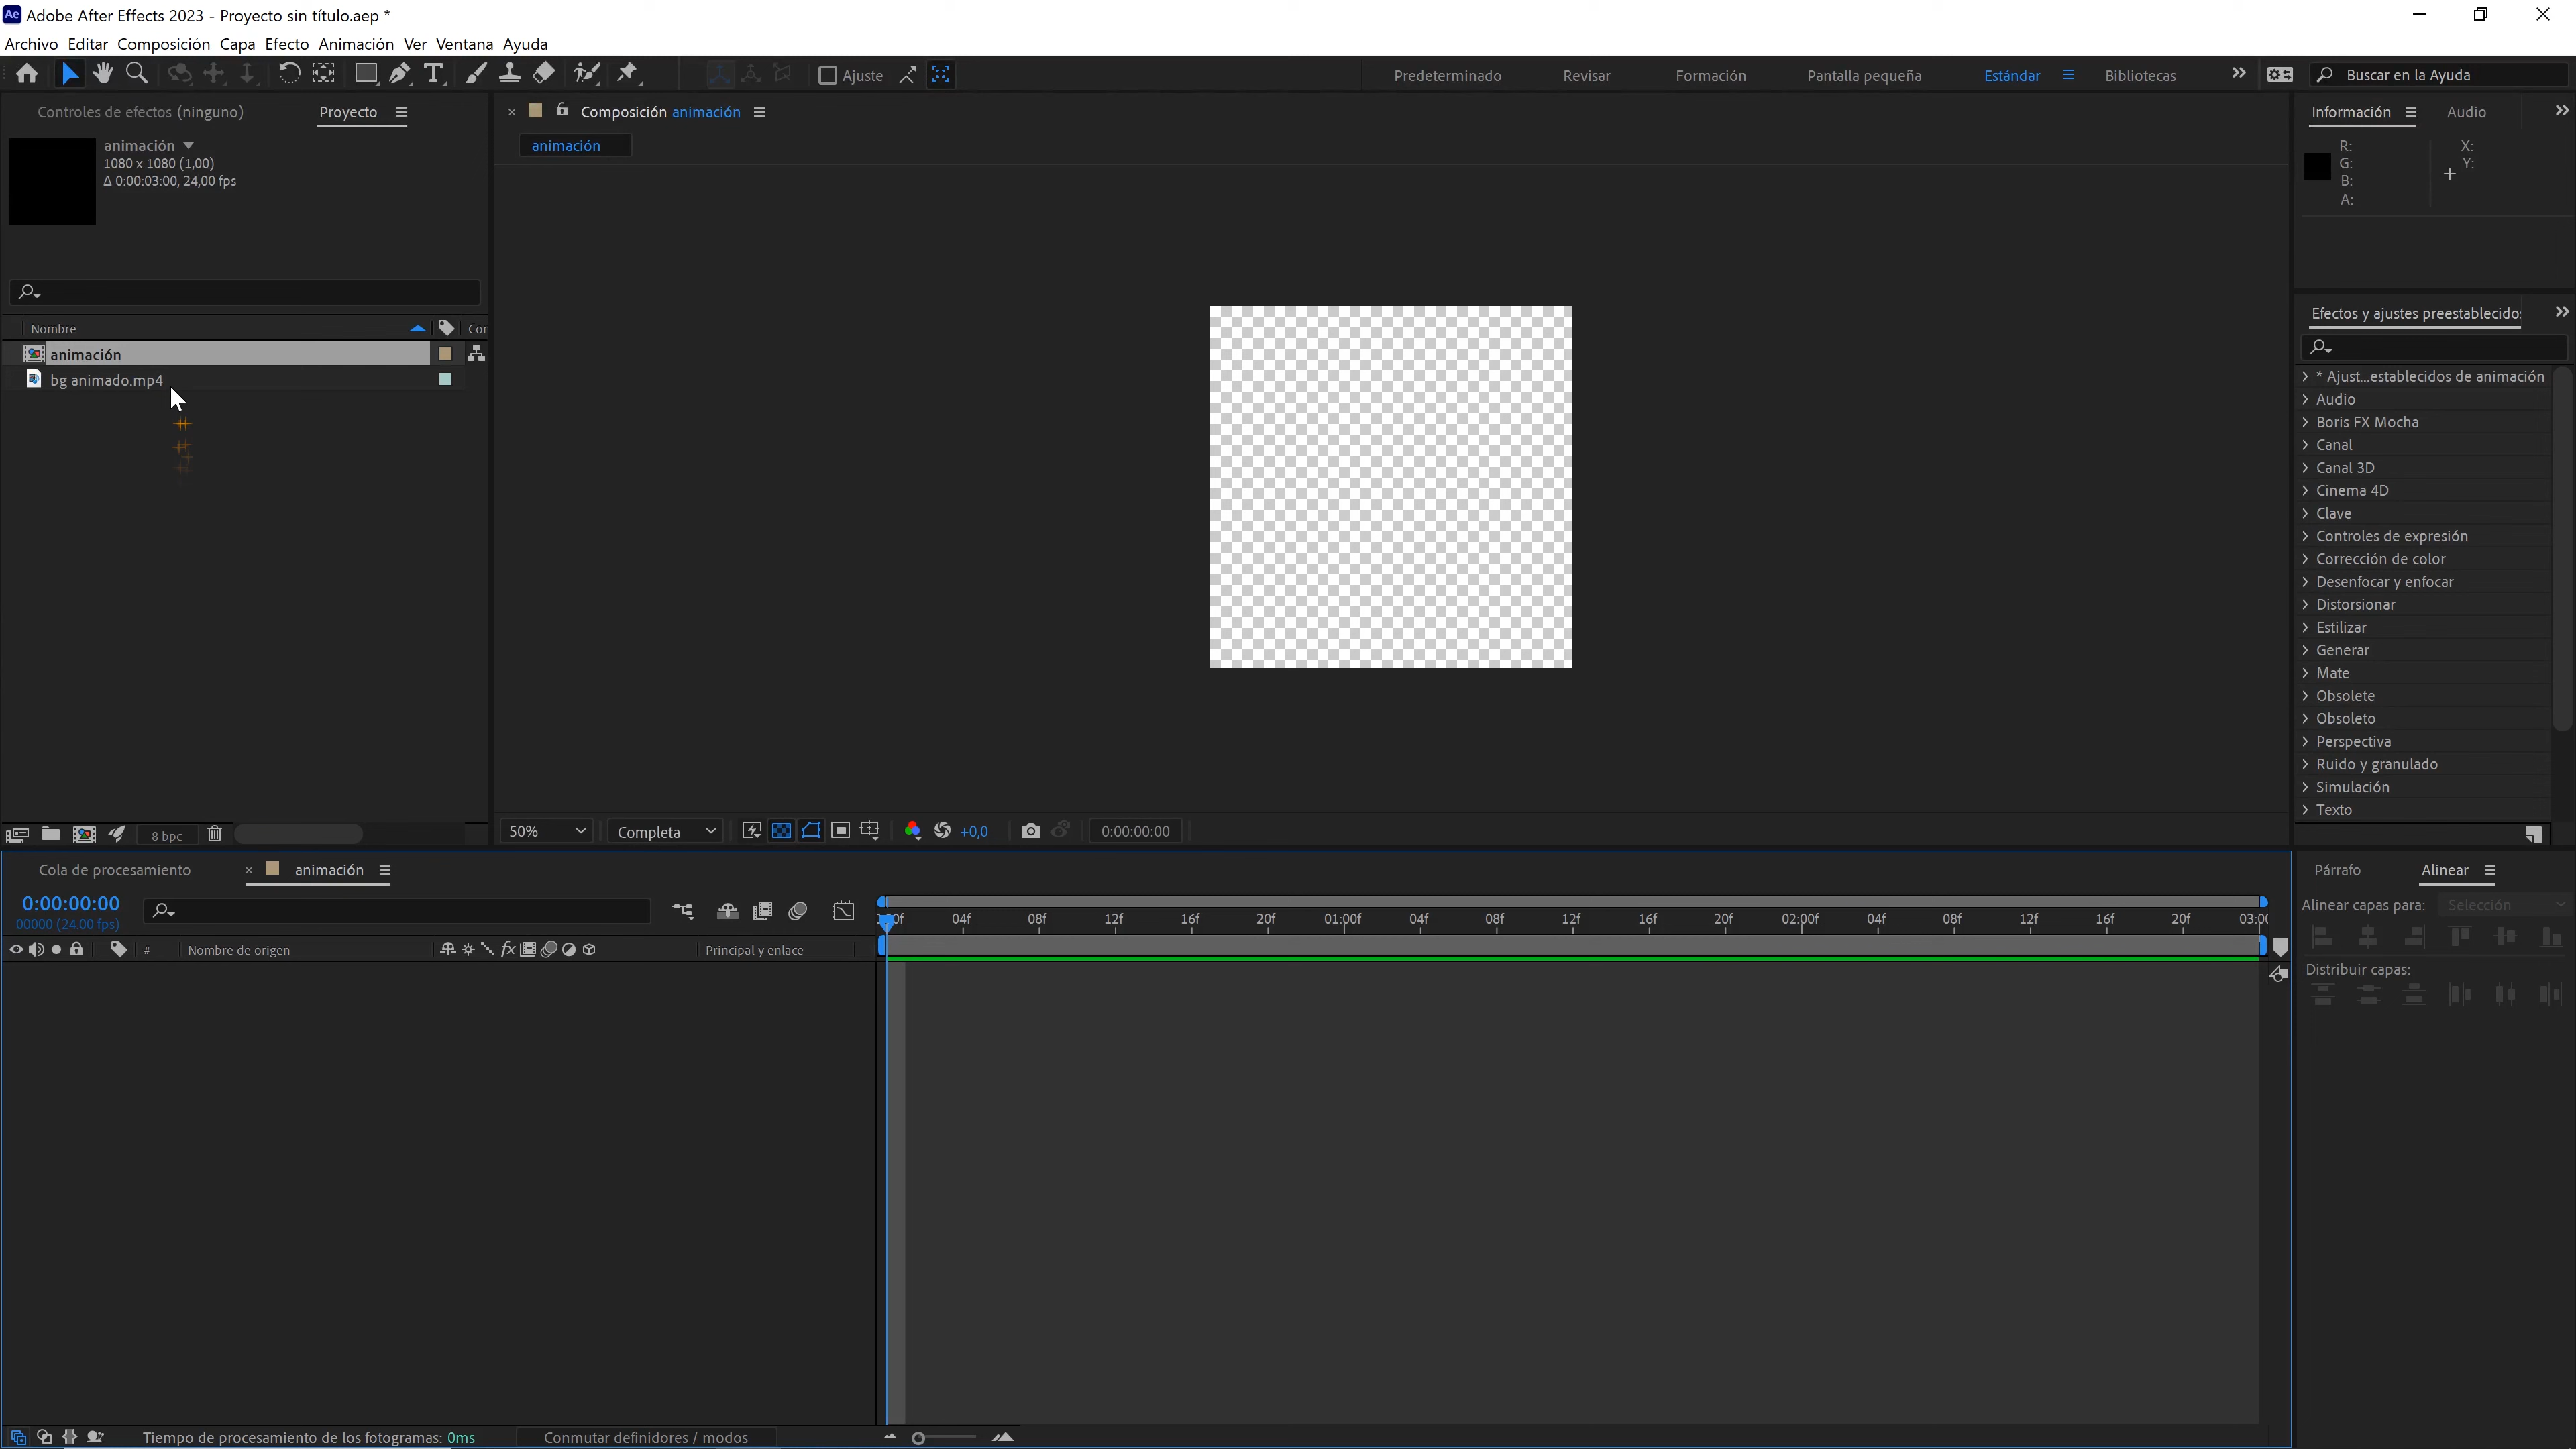 Adobe After Effects 2023 - Proyecto sin título.aep *
Archivo Editar Composición Capa Efecto Animación Ver Ventana Ayuda
Ajuste
Predeterminado Revisar Formación Pantalla pequeña Estándar Bibliotecas
Buscar en la Ayuda
Controles de efectos (ninguno) Proyecto
animación
1080 x 1080 (1,00)
Δ 0:00:03:00, 24,00 fps
Nombre
Cor
animación
bg animado.mp4
8 bpc
Composición animación
animación
50% Completa +0,0 0:00:00:00
Información Audio
R: X:
G: Y:
B:
A:
Efectos y ajustes preestablecido
* Ajust...establecidos de animación
Audio
Boris FX Mocha
Canal
Canal 3D
Cinema 4D
Clave
Controles de expresión
Corrección de color
Desenfocar y enfocar
Distorsionar
Estilizar
Generar
Mate
Obsolete
Obsoleto
Perspectiva
Ruido y granulado
Simulación
Texto
Cola de procesamiento animación
0:00:00:00
00000 (24.00 fps)
# Nombre de origen
fx
Principal y enlace
04f 08f 12f 16f 20f 01:00f 04f 08f 12f 16f 20f 02:00f 04f 08f 12f 16f 20f 03:0
Párrafo Alinear
Alinear capas para: Selección
Distribuir capas:
Tiempo de procesamiento de los fotogramas: 0ms
Conmutar definidores / modos